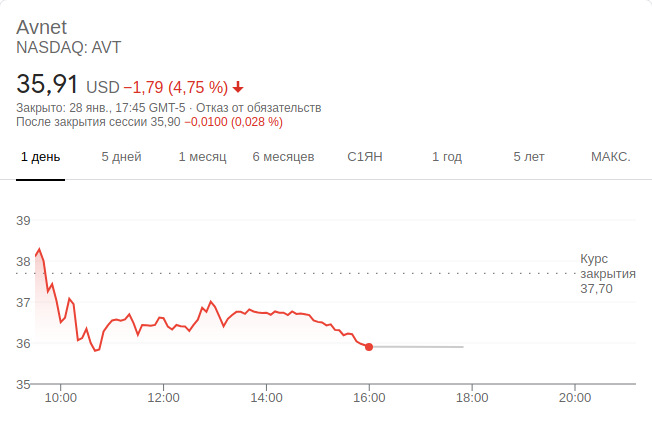 Avnet
NASDAQ: AVT
35,91 USD −1,79 (4,75 %)
Закрыто: 28 янв., 17:45 GMT-5 · Отказ от обязательств
После закрытия сессии 35,90 −0,0100 (0,028 %)
1 день 5 дней 1 месяц 6 месяцев С1ЯН 1 год 5 лет МАКС.
39
38
37
36
35
Курс
закрытия
37,70
10:00 12:00 14:00 16:00 18:00 20:00